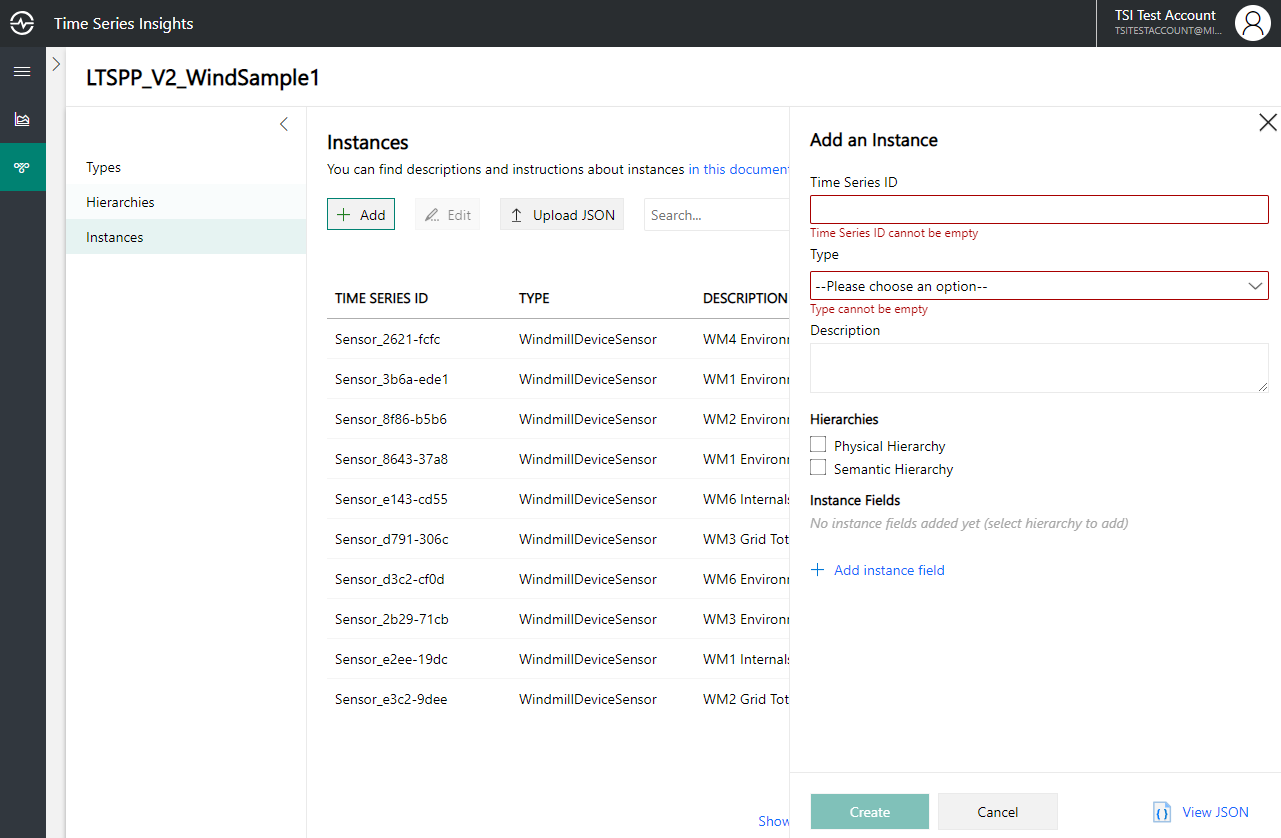 Time Series Insights
TSI Test Account
TSITESTACCOUNT@MI...
LTSPP_V2_WindSample1
Types
Hierarchies
Instances
Instances
You can find descriptions and instructions about instances in this documen
Add
Edit
Upload JSON
Search...
TIME SERIES ID TYPE DESCRIPTION
Sensor_2621-fcfc WindmillDeviceSensor WM4 Environ
Sensor_3b6a-ede1 WindmillDeviceSensor WM1 Environ
Sensor_8f86-b5b6 WindmillDeviceSensor WM2 Environ
Sensor_8643-37a8 WindmillDeviceSensor WM1 Environ
Sensor_e143-cd55 WindmillDeviceSensor WM6 Internals
Sensor_d791-306c WindmillDeviceSensor WM3 Grid Tot
Sensor_d3c2-cf0d WindmillDeviceSensor WM6 Environ
Sensor_2b29-71cb WindmillDeviceSensor WM3 Environ
Sensor_e2ee-19dc WindmillDeviceSensor WM1 Internals
Sensor_e3c2-9dee WindmillDeviceSensor WM2 Grid Tot
Show
Add an Instance
Time Series ID
Time Series ID cannot be empty
Type
--Please choose an option--
Type cannot be empty
Description
Hierarchies
Physical Hierarchy
Semantic Hierarchy
Instance Fields
No instance fields added yet (select hierarchy to add)
Add instance field
Create
Cancel
View JSON